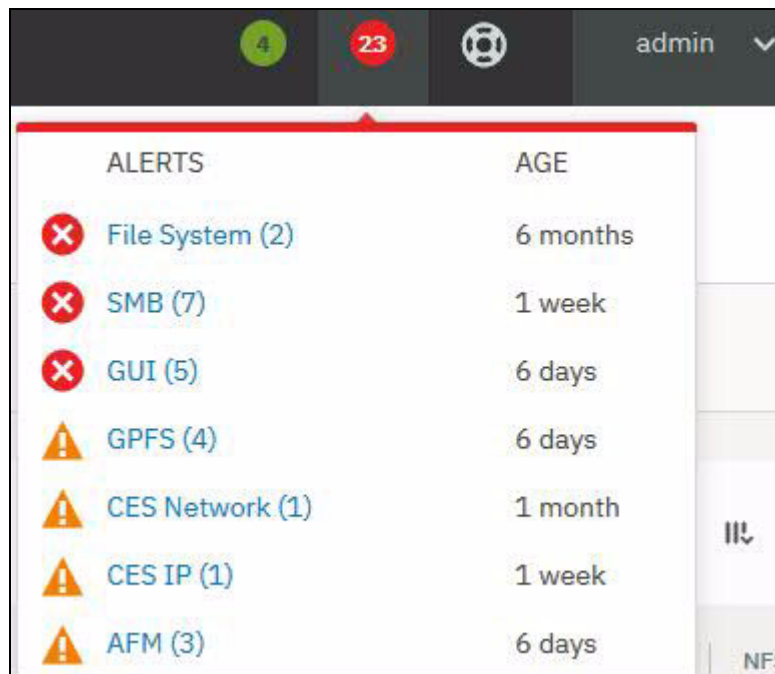 4 23 admin
ALERTS AGE
File System (2) 6 months
SMB (7) 1 week
GUI (5) 6 days
GPFS (4) 6 days
CES Network (1) 1 month
CES IP (1) 1 week
AFM (3) 6 days